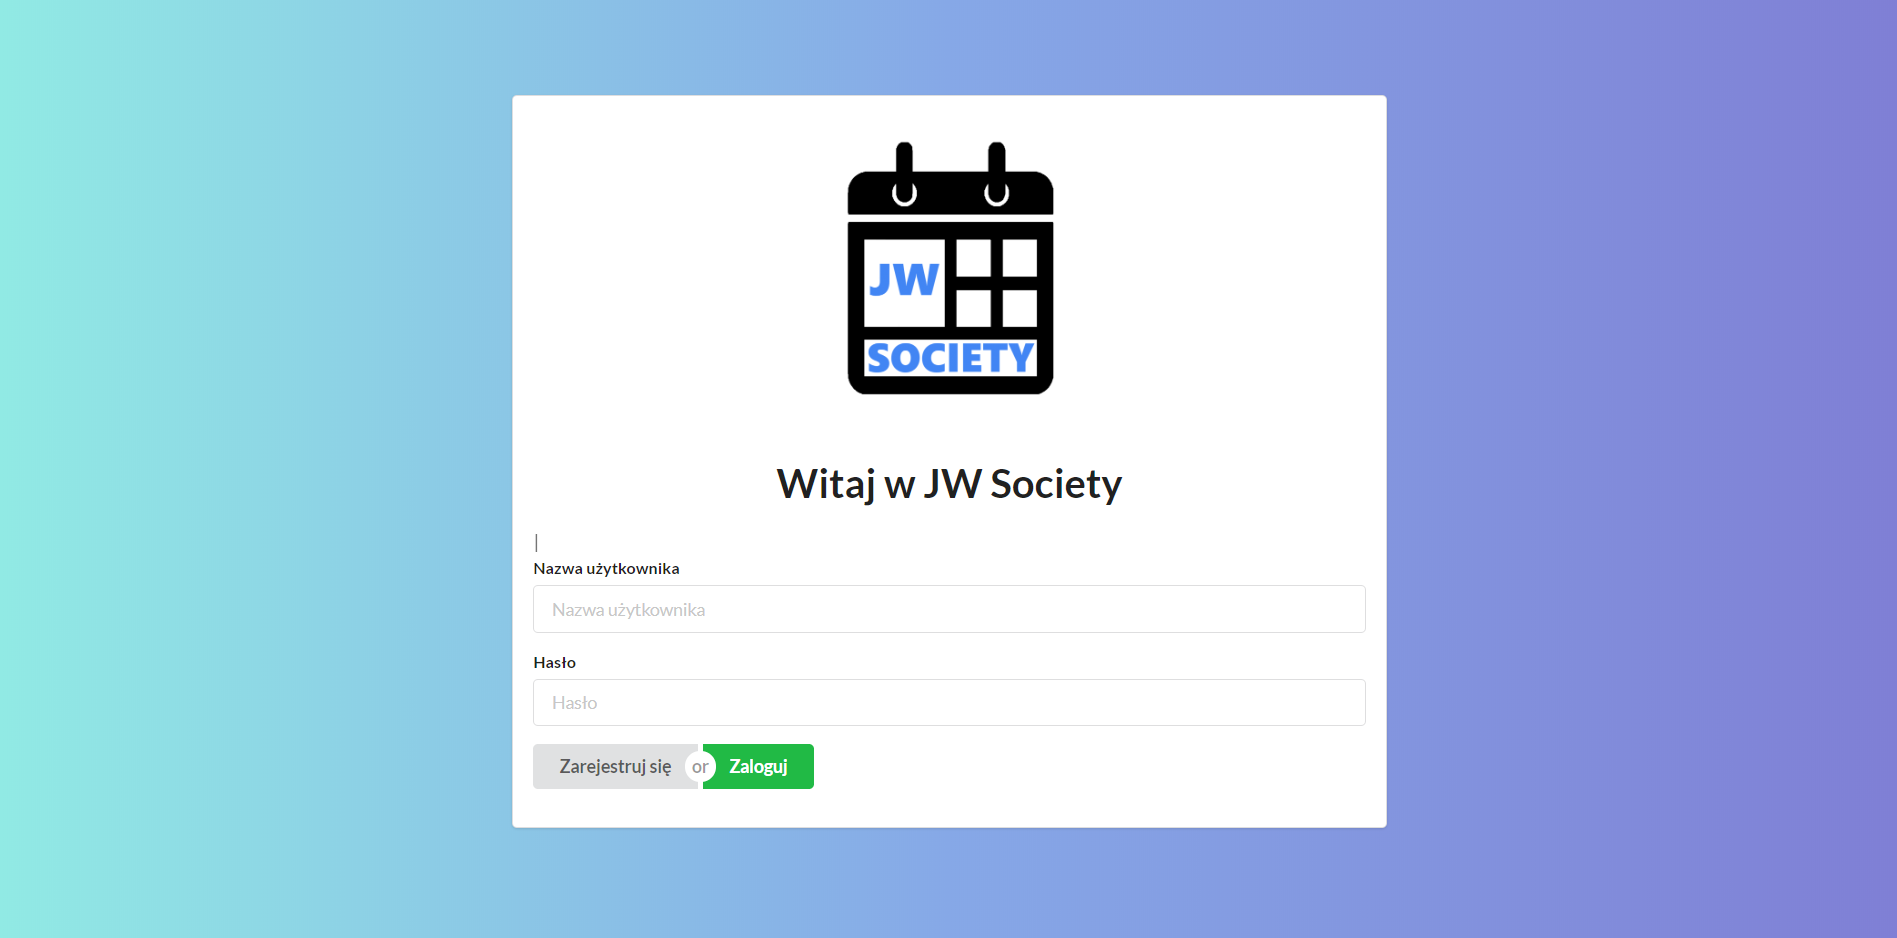 JW
SOCIETY
Witaj w JW Society
Nazwa użytkownika
Nazwa użytkownika
Hasło
Hasło
Zarejestruj się or Zaloguj